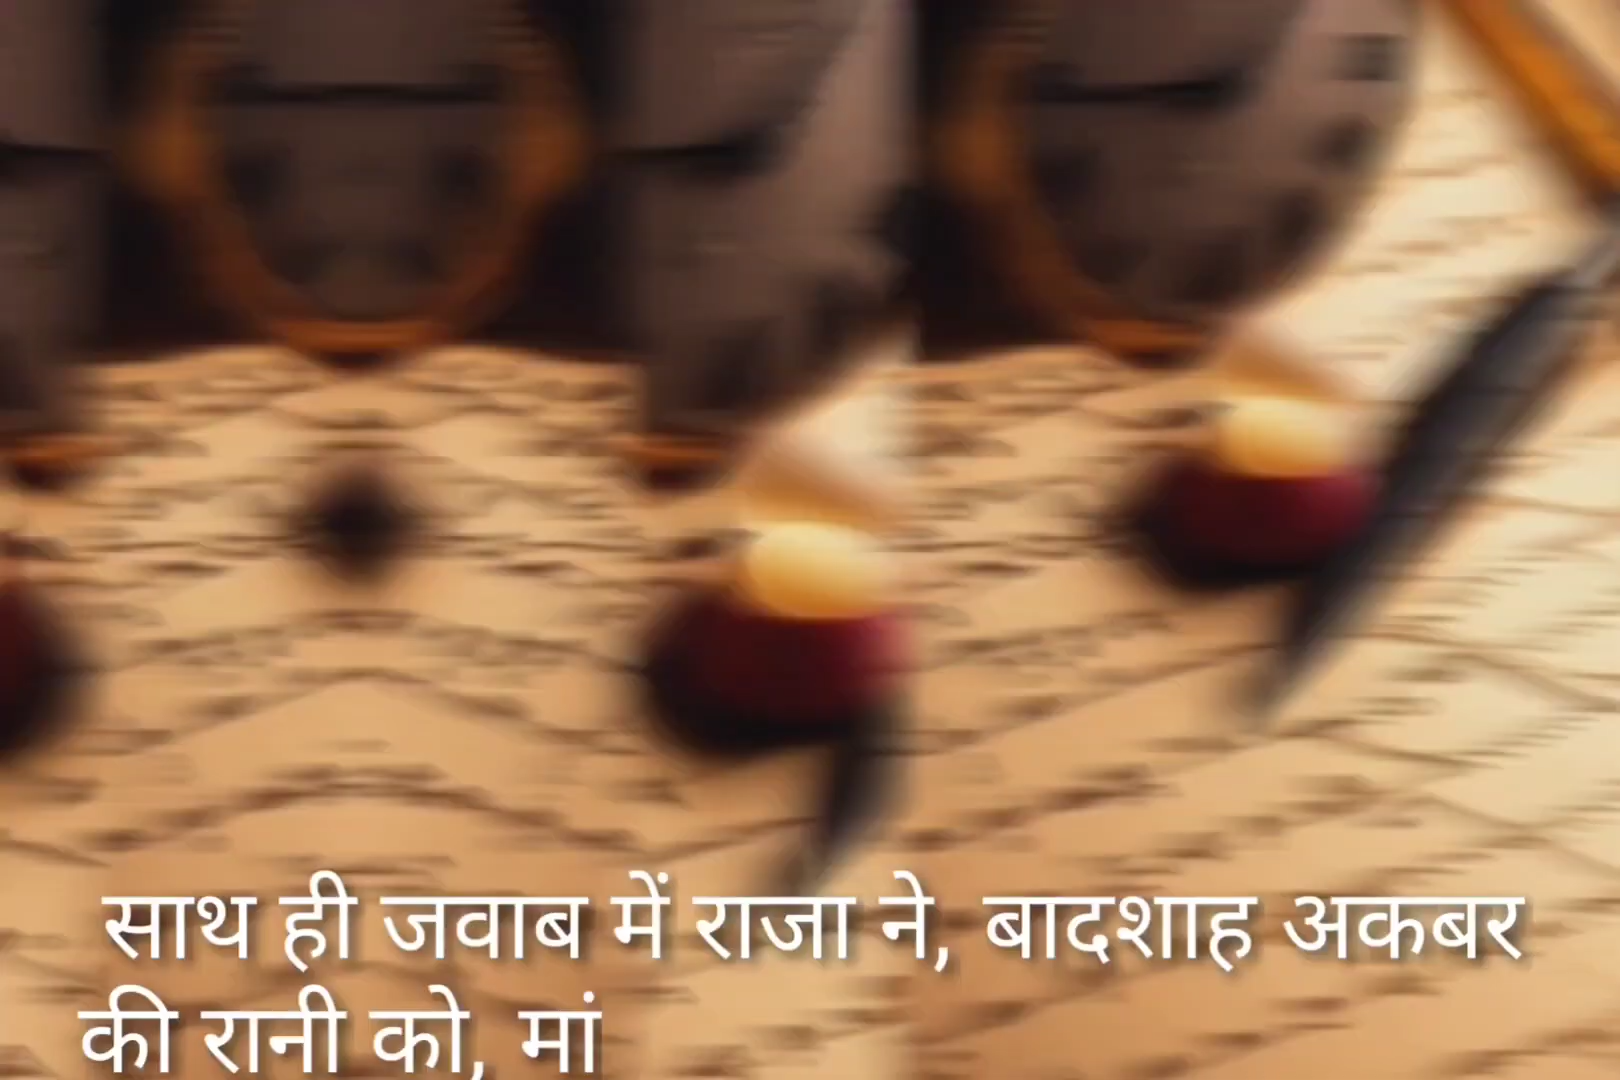 साथ ही जवाब में राजा ने, बादशाह अकबर
की रानी को, मां